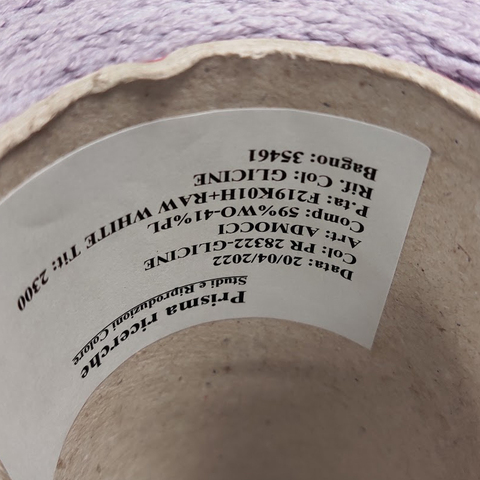 Prisma ricerche
Studi e Riproduzioni Colore
Data: 20/04/2022
Col: PR 28322-GLICINE
Art: ADMOCCI
Comp: 59%WO-41%PL
P.ta: F219K01H+RAW WHITE Tit: 2300
Rif. Col: GLICINE
Bagno: 35461